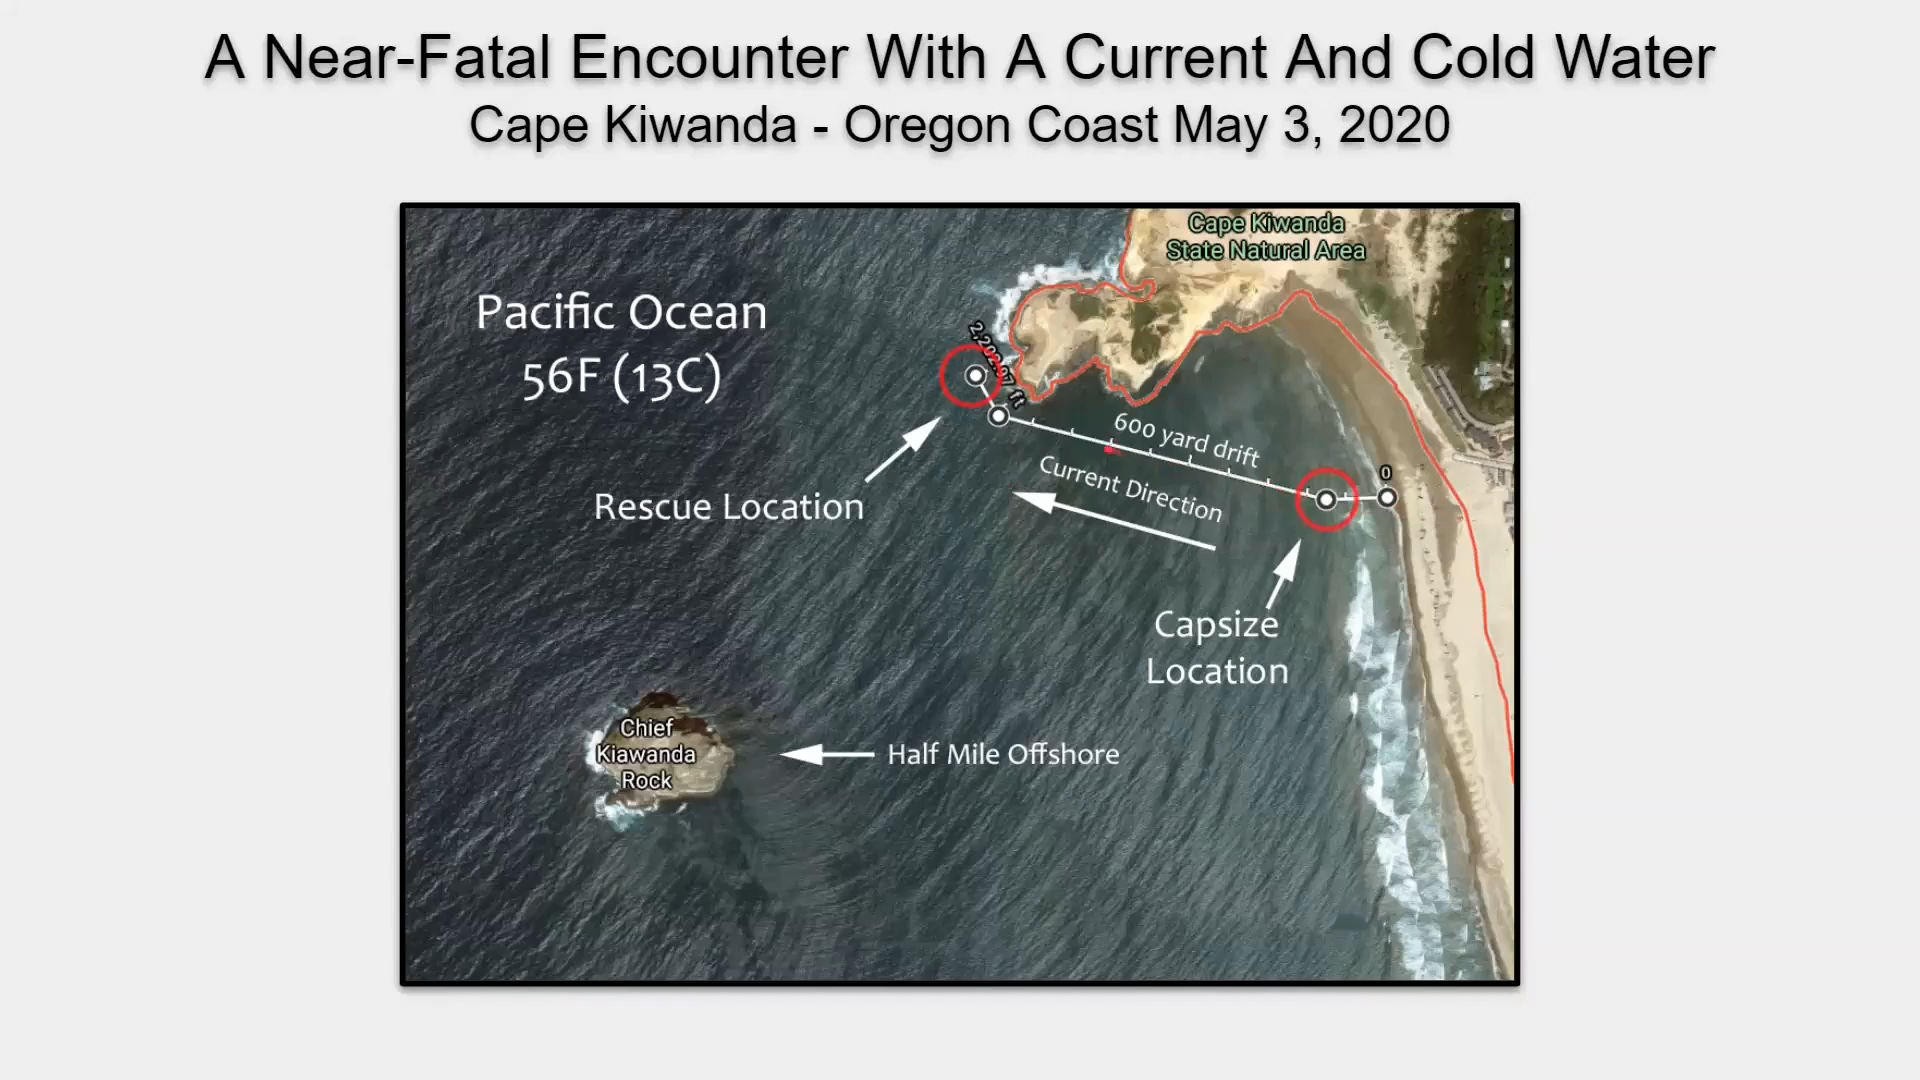 A Near-Fatal Encounter With A Current And Cold Water
Cape Kiwanda - Oregon Coast May 3, 2020
Cape Kiwanda
State Natural Area
Pacific Ocean
56F (13C)
600 yard drift
Current Direction
0
Rescue Location
Capsize
Location
Chief
Kiawanda
Rock
Half Mile Offshore